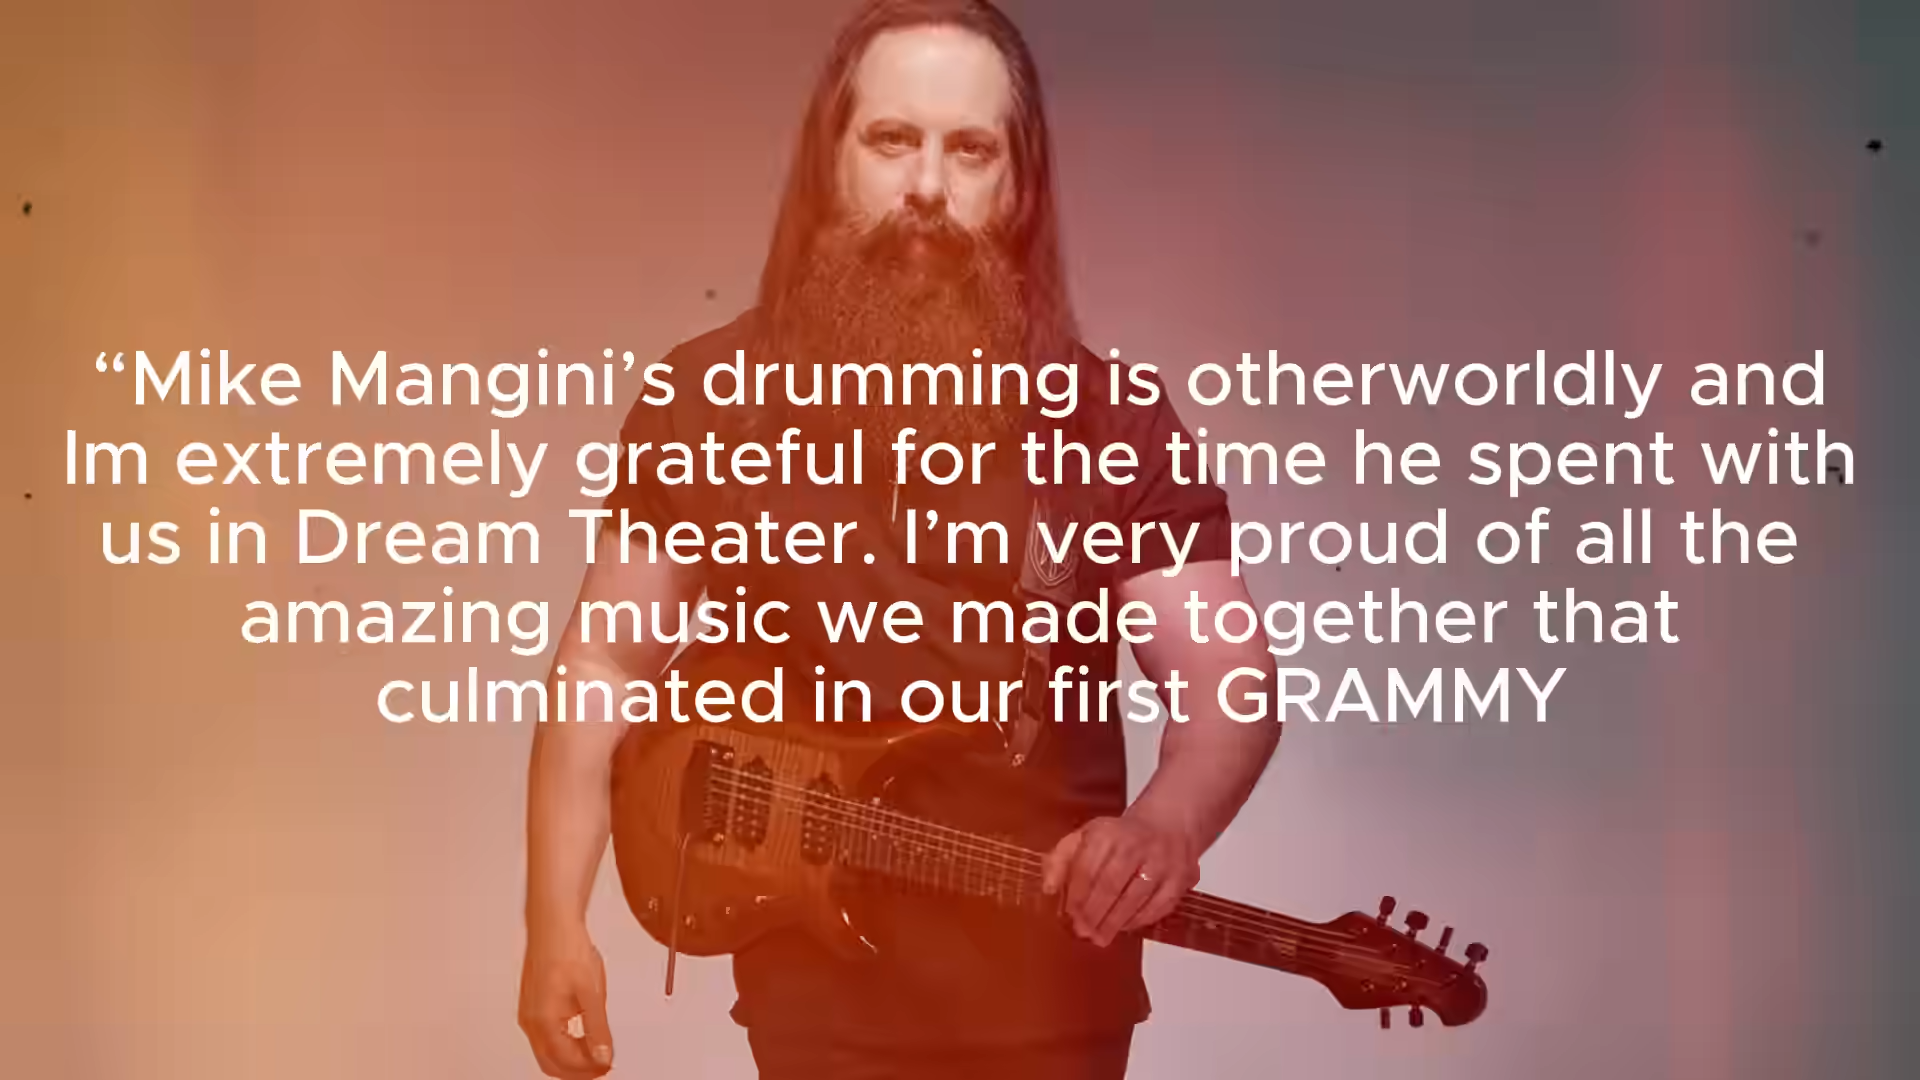 “Mike Mangini’s drumming is otherworldly and
Im extremely grateful for the time he spent with
us in Dream Theater. I’m very proud of all the
amazing music we made together that
culminated in our first GRAMMY